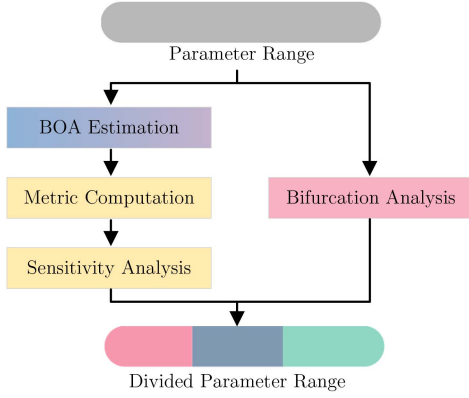 Parameter Range
BOA Estimation
Metric Computation
Bifurcation Analysis
Sensitivity Analysis
Divided Parameter Range